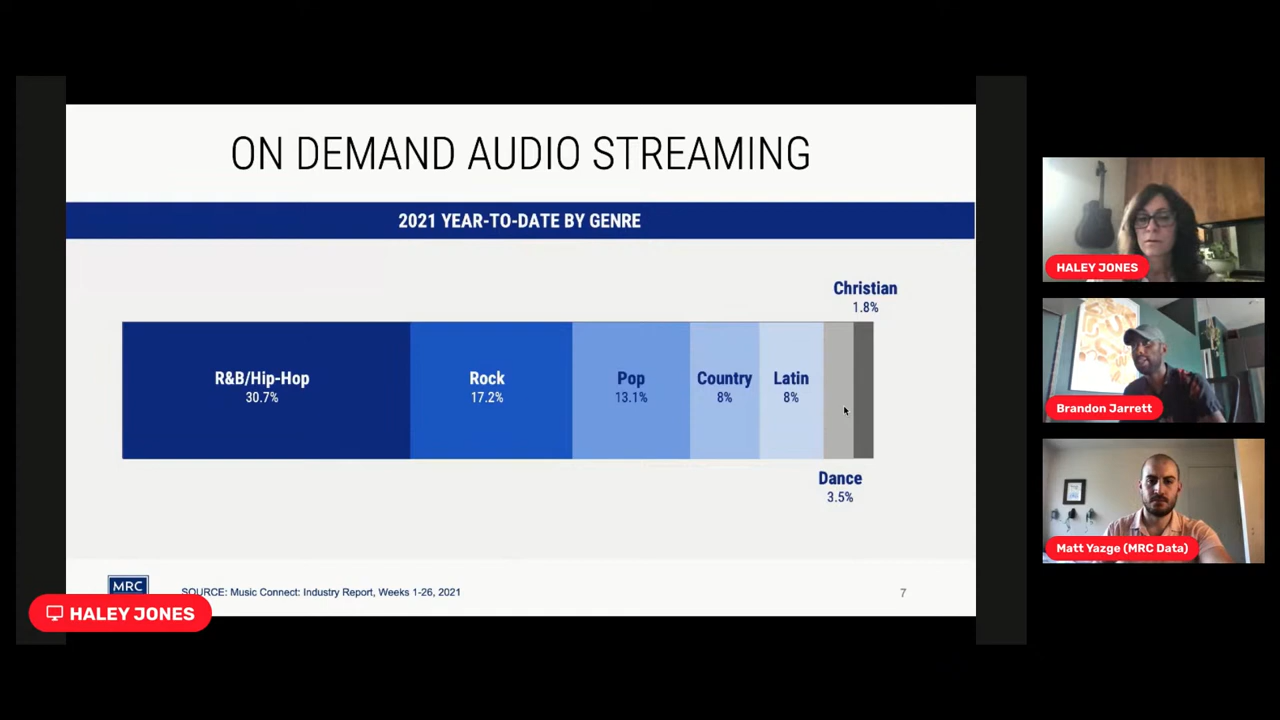 ON DEMAND AUDIO STREAMING
2021 YEAR-TO-DATE BY GENRE
Christian
1.8%
R&B/Hip-Hop
30.7%
Rock
17.2%
Pop
13.1%
Country
8%
Latin
8%
Dance
3.5%
MRC
SOURCE: Music Connect: Industry Report, Weeks 1-26, 2021
7
HALEY JONES
HALEY JONES
Brandon Jarrett
Matt Yazge (MRC Data)